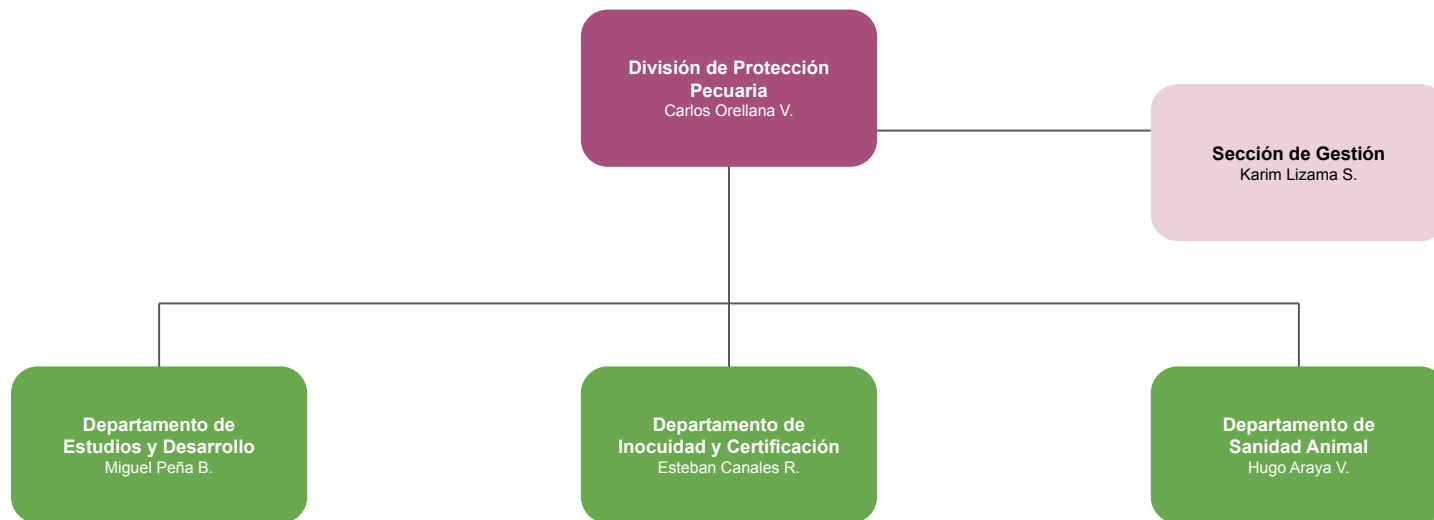 División de Protección
Pecuaria
Carlos Orellana V.
Sección de Gestión
Karim Lizama S.
Departamento de
Estudios y Desarrollo
Miguel Peña B.
Departamento de
Inocuidad y Certificación
Esteban Canales R.
Departamento de
Sanidad Animal
Hugo Araya V.